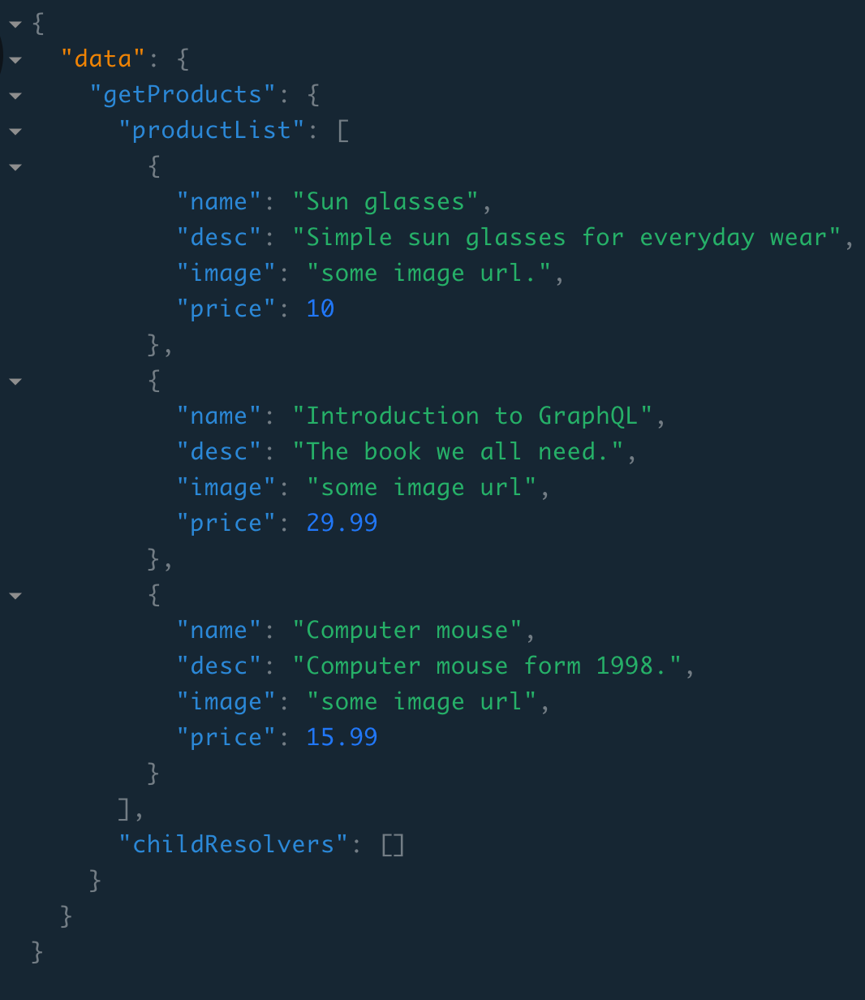 {
  "data": {
    "getProducts": {
      "productList": [
        {
          "name": "Sun glasses",
          "desc": "Simple sun glasses for everyday wear",
          "image": "some image url.",
          "price": 10
        },
        {
          "name": "Introduction to GraphQL",
          "desc": "The book we all need.",
          "image": "some image url",
          "price": 29.99
        },
        {
          "name": "Computer mouse",
          "desc": "Computer mouse form 1998.",
          "image": "some image url",
          "price": 15.99
        }
      ],
      "childResolvers": []
    }
  }
}